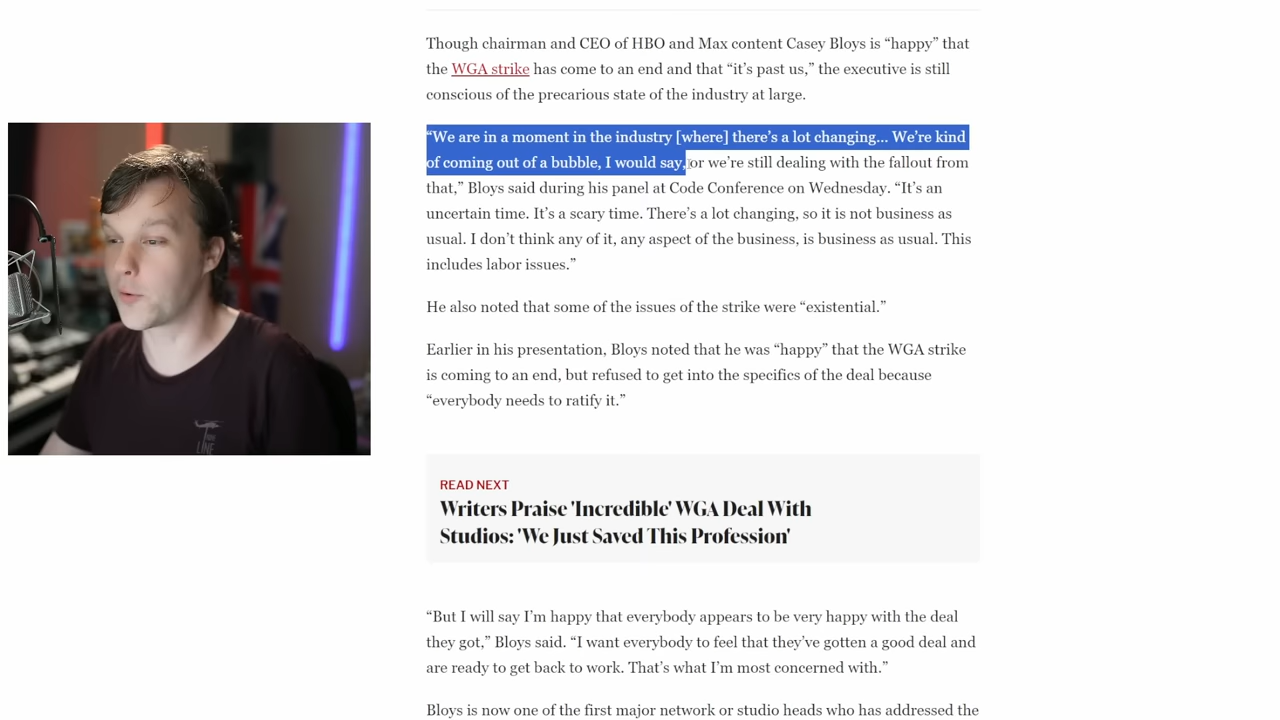 Though chairman and CEO of HBO and Max content Casey Bloys is “happy” that
the WGA strike has come to an end and that “it’s past us,” the executive is still
conscious of the precarious state of the industry at large.
“We are in a moment in the industry [where] there’s a lot changing... We’re kind
of coming out of a bubble, I would say, or we’re still dealing with the fallout from
that,” Bloys said during his panel at Code Conference on Wednesday. “It’s an
uncertain time. It’s a scary time. There’s a lot changing, so it is not business as
usual. I don’t think any of it, any aspect of the business, is business as usual. This
includes labor issues.”
He also noted that some of the issues of the strike were “existential.”
Earlier in his presentation, Bloys noted that he was “happy” that the WGA strike
is coming to an end, but refused to get into the specifics of the deal because
“everybody needs to ratify it.”
READ NEXT
Writers Praise 'Incredible' WGA Deal With
Studios: 'We Just Saved This Profession'
“But I will say I’m happy that everybody appears to be very happy with the deal
they got,” Bloys said. “I want everybody to feel that they’ve gotten a good deal and
are ready to get back to work. That’s what I’m most concerned with.”
Bloys is now one of the first major network or studio heads who has addressed the
LINE